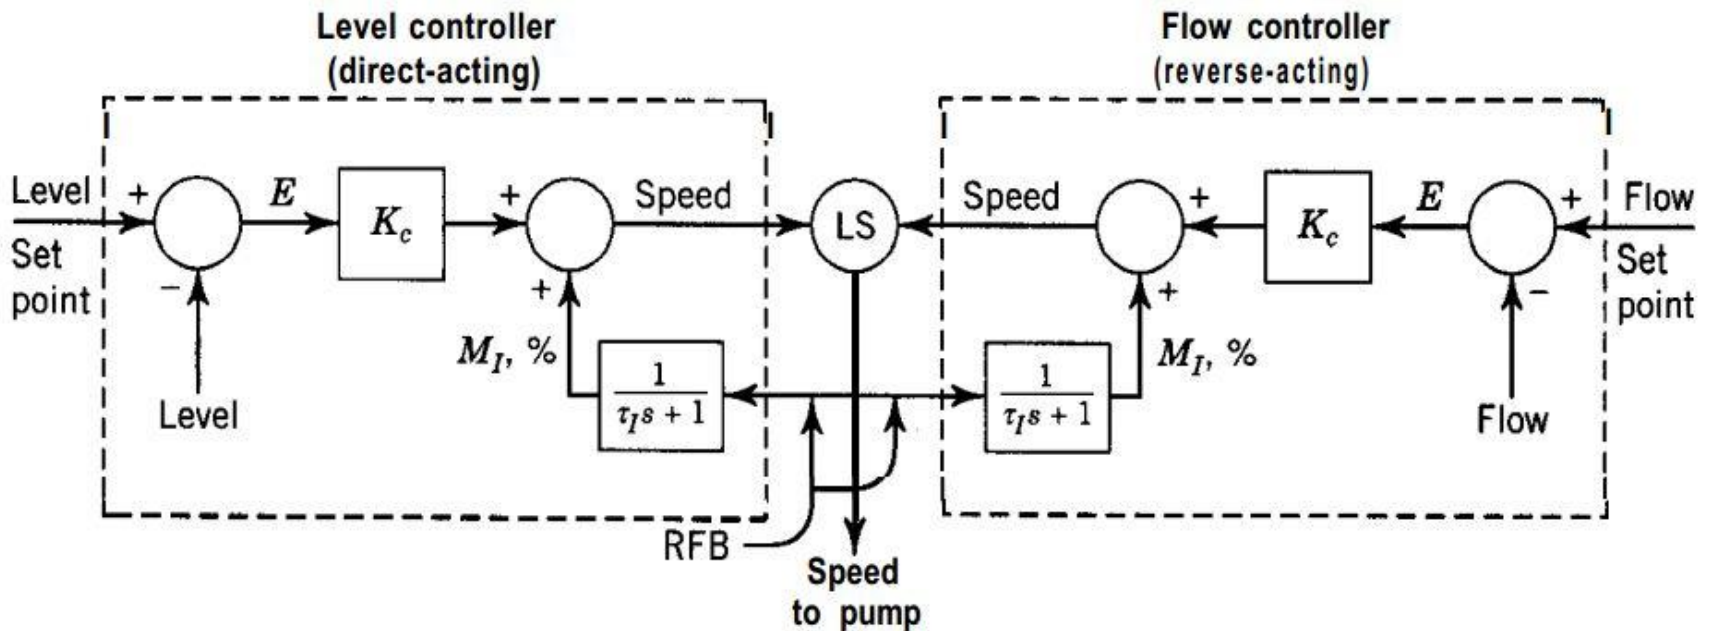 Level controller
(direct-acting)
Flow controller
(reverse-acting)
Level
Set
point
+
−
E
K_c
+
+
Speed
LS
Speed
+
+
K_c
E
+
−
Flow
Set
point
Level
M_I, %
1
τ_I s + 1
1
τ_I s + 1
M_I, %
Flow
RFB
Speed
to pump